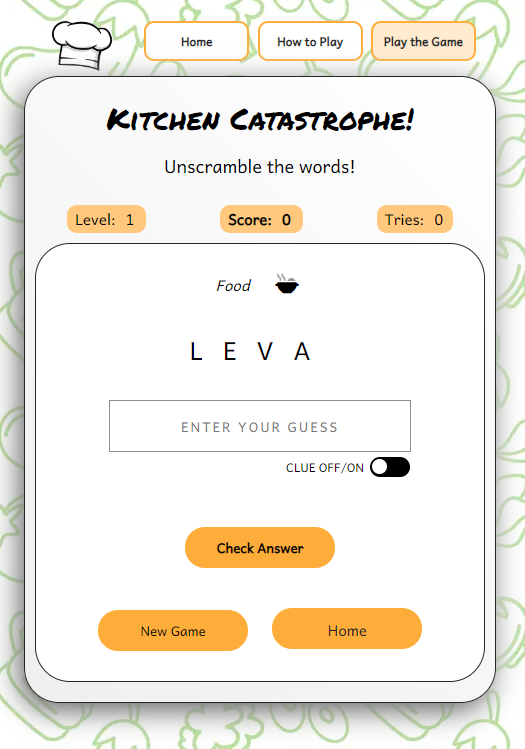 Home How to Play Play the Game
Kitchen Catastrophe!
Unscramble the words!
Level: 1 Score: 0 Tries: 0
Food
L E V A
ENTER YOUR GUESS
CLUE OFF/ON
Check Answer
New Game Home